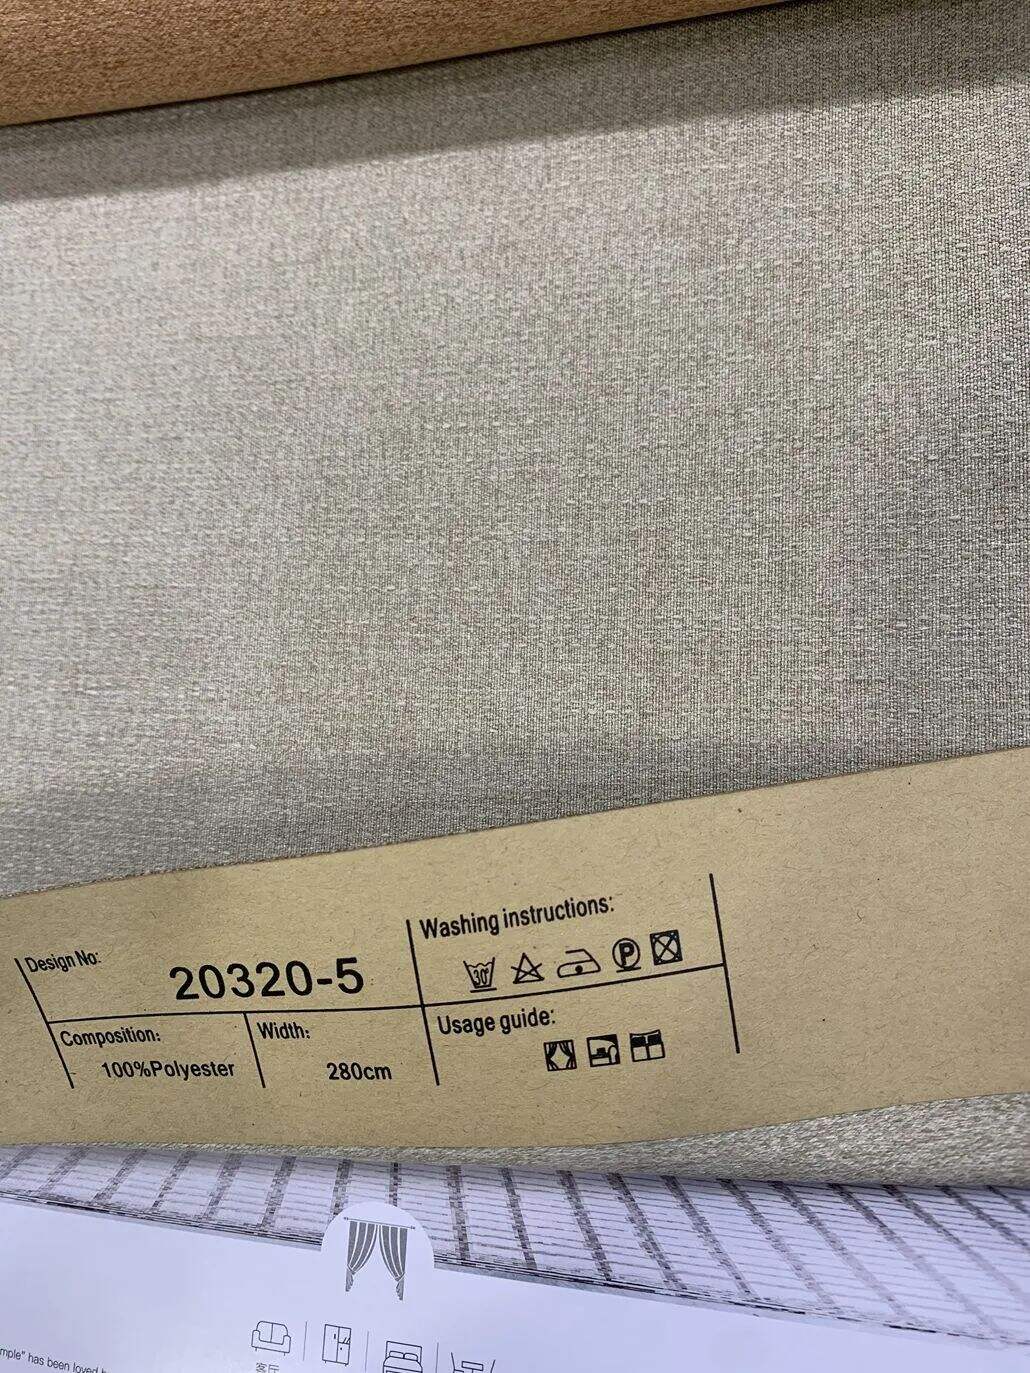 Design No:
20320-5
Composition:
100%Polyester
Width:
280cm
Washing instructions:
30°
P
Usage guide:
" has been loved
客厅